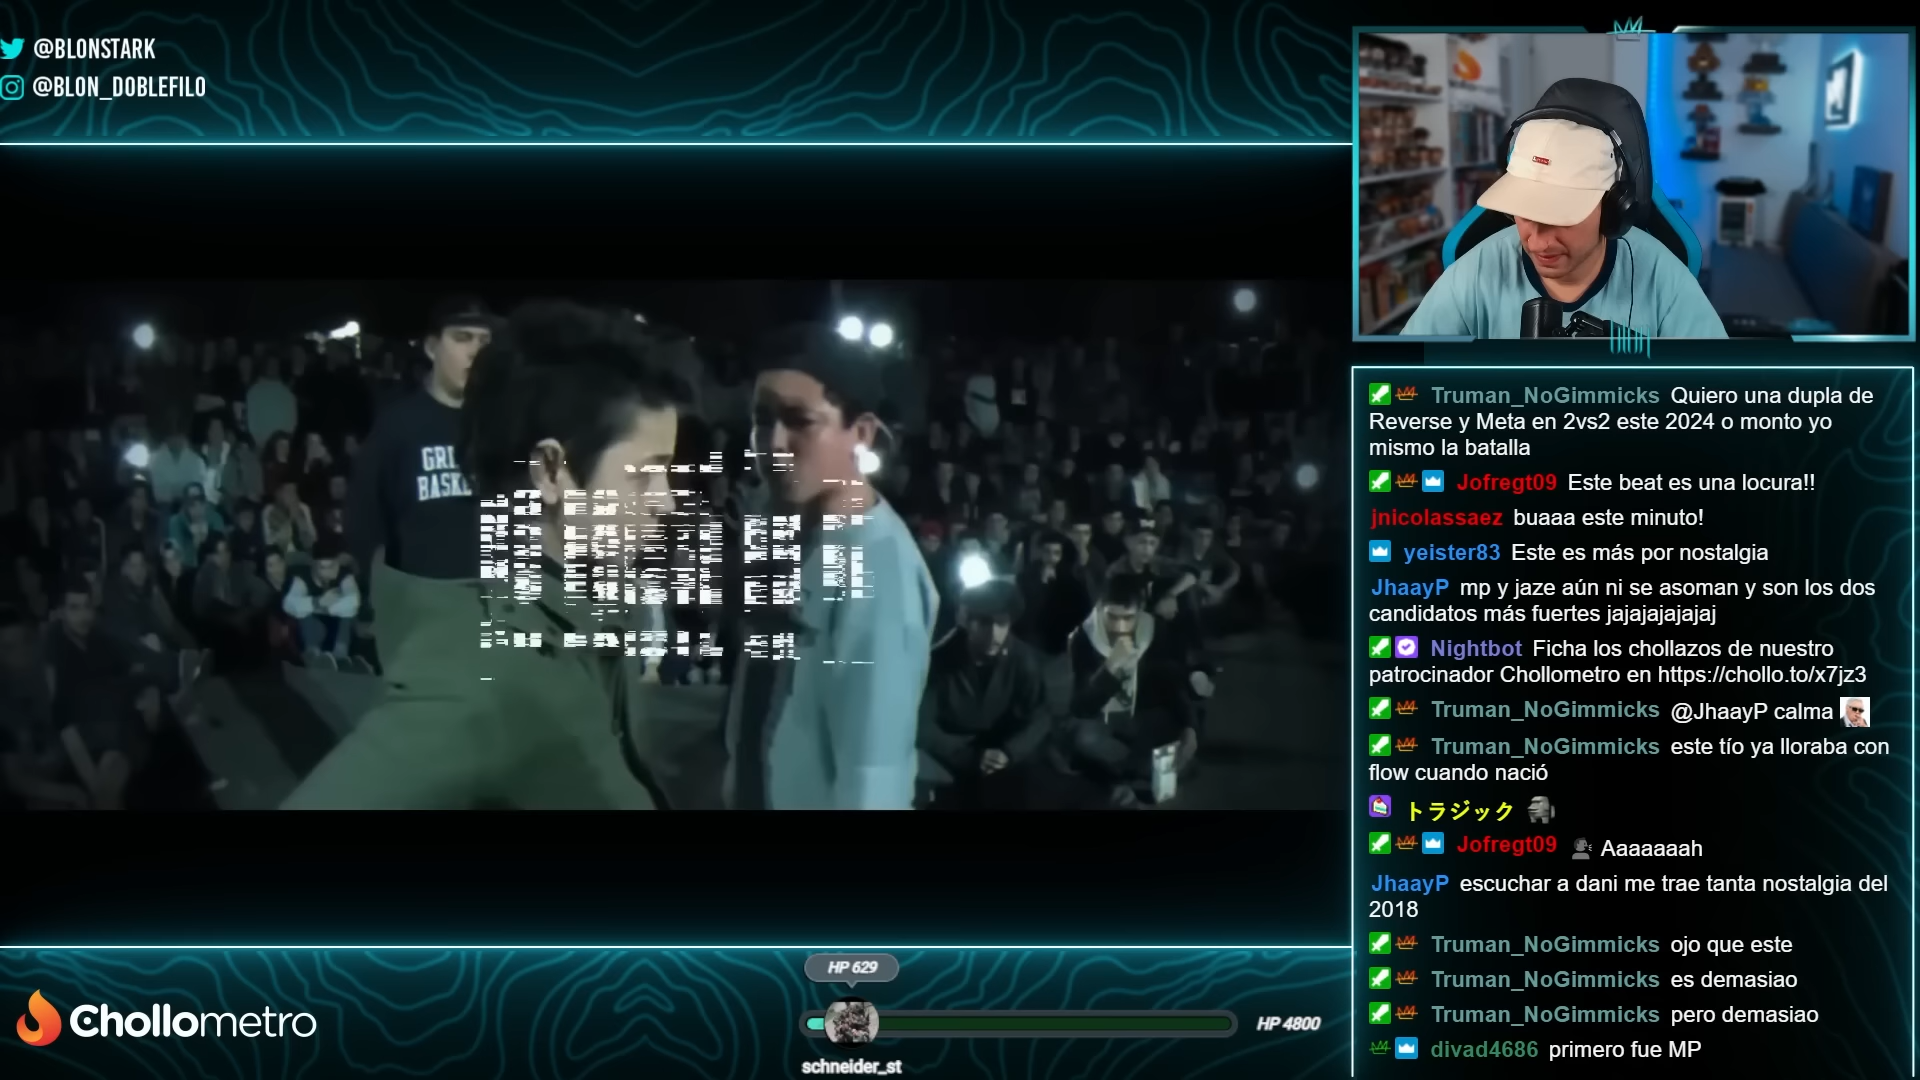 @BLONSTARK
@BLON_DOBLEFILO
GRI
BASKE
Truman_NoGimmicks Quiero una dupla de
Reverse y Meta en 2vs2 este 2024 o monto yo
mismo la batalla
Jofregt09 Este beat es una locura!!
jnicolassaez buaaa este minuto!
yeister83 Este es más por nostalgia
JhaayP mp y jaze aún ni se asoman y son los dos
candidatos más fuertes jajajajajajaj
Nightbot Ficha los chollazos de nuestro
patrocinador Chollometro en https://chollo.to/x7jz3
Truman_NoGimmicks @JhaayP calma
Truman_NoGimmicks este tío ya lloraba con
flow cuando nació
トラジック
Jofregt09 Aaaaaaah
JhaayP escuchar a dani me trae tanta nostalgia del
2018
Truman_NoGimmicks ojo que este
Truman_NoGimmicks es demasiao
Truman_NoGimmicks pero demasiao
divad4686 primero fue MP
HP 629
Chollometro
HP 4800
schneider_st